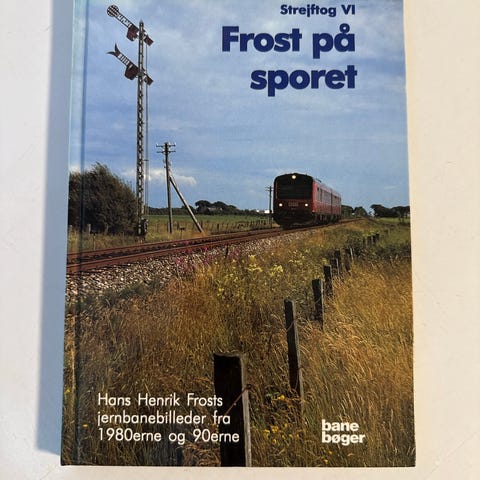 Strejftog VI
Frost på
sporet
Hans Henrik Frosts
jernbanebilleder fra
1980erne og 90erne
bane
bøger